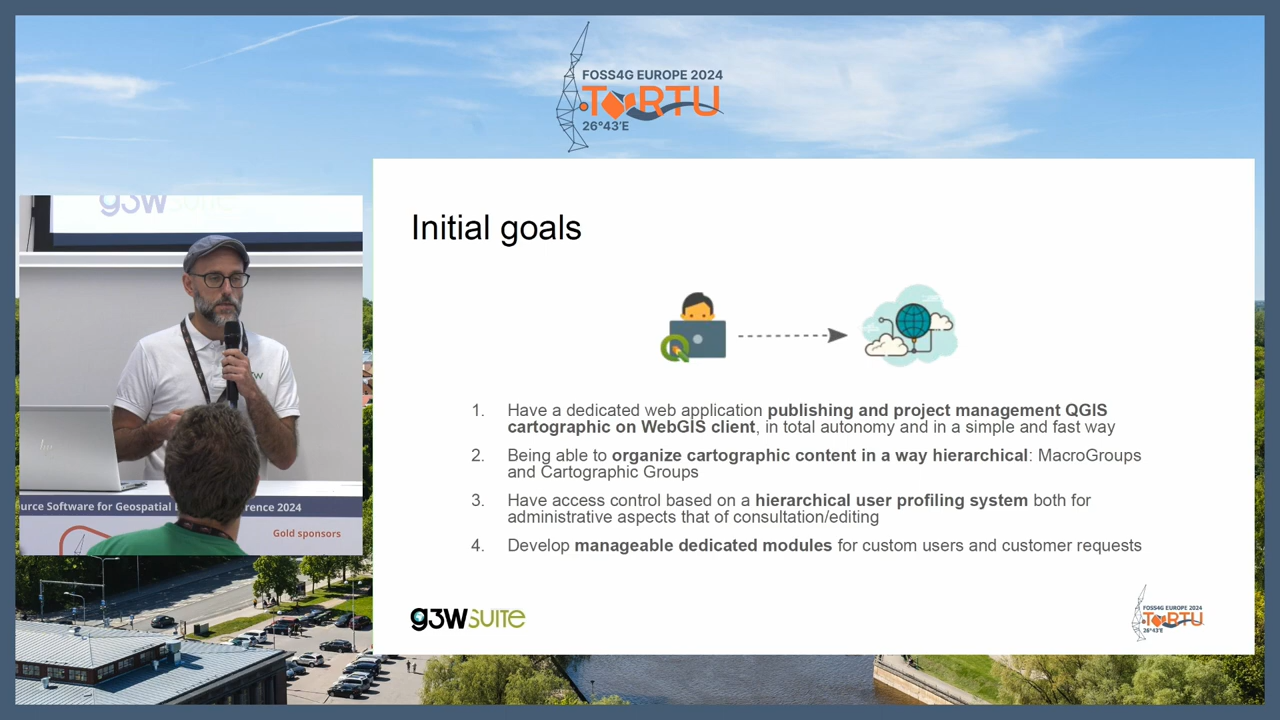 FOSS4G EUROPE 2024
TORTU
26°43'E
g3wsuite
Initial goals
1. Have a dedicated web application publishing and project management QGIS
cartographic on WebGIS client, in total autonomy and in a simple and fast way
2. Being able to organize cartographic content in a way hierarchical: MacroGroups
and Cartographic Groups
3. Have access control based on a hierarchical user profiling system both for
administrative aspects that of consultation/editing
4. Develop manageable dedicated modules for custom users and customer requests
urce Software for Geospatial
erence 2024
Gold sponsors
g3wsuite
FOSS4G EUROPE 2024
TORTU
26°43'E